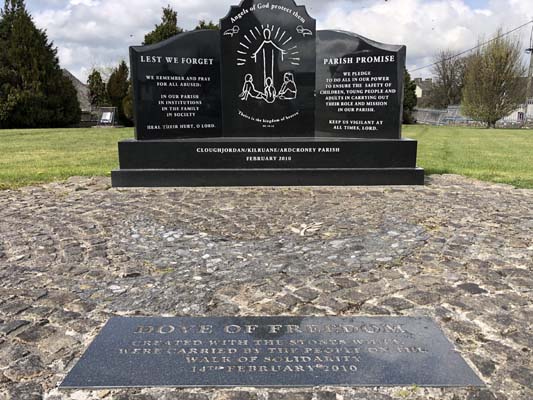 Angels of God protect them
LEST WE FORGET
WE REMEMBER AND PRAY
FOR ALL ABUSED:
IN OUR PARISH
IN INSTITUTIONS
IN THE FAMILY
IN SOCIETY
HEAL THEIR HURT, O LORD.
Theirs is the kingdom of heaven
PARISH PROMISE
WE PLEDGE
TO DO ALL IN OUR POWER
TO ENSURE THE SAFETY OF
CHILDREN, YOUNG PEOPLE AND
ADULTS IN CARRYING OUT
THEIR ROLE AND MISSION
IN OUR PARISH.
KEEP US VIGILANT AT
ALL TIMES, LORD.
CLOUGHJORDAN/KILRUANE/ARDCRONEY PARISH
FEBRUARY 2010
DOVE OF FREEDOM
CREATED WITH THE STONES WHICH
WERE CARRIED BY THE PEOPLE ON THE
WALK OF SOLIDARITY
14TH FEBRUARY 2010